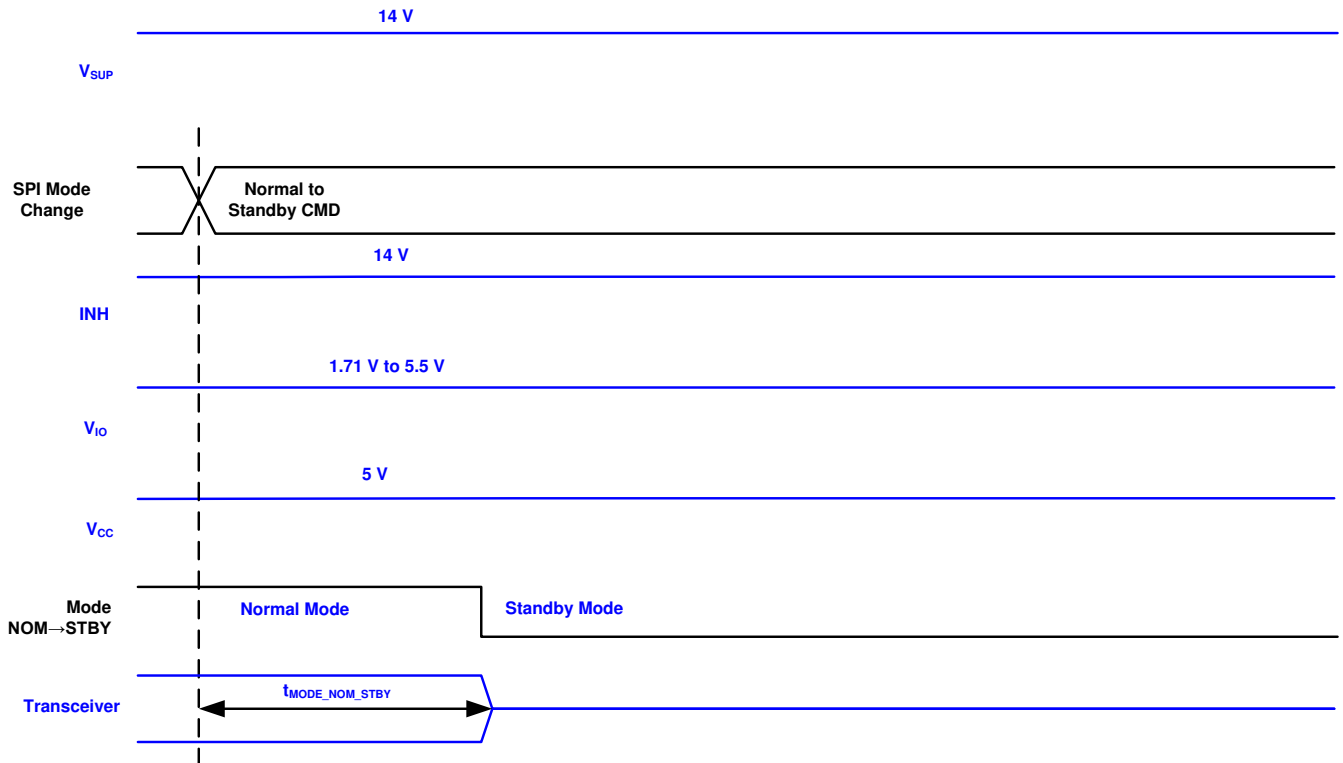 14 V
VSUP
SPI Mode
Change
Normal to
Standby CMD
14 V
INH
1.71 V to 5.5 V
VIO
5 V
VCC
Mode
NOM→STBY
Normal Mode
Standby Mode
Transceiver
tMODE_NOM_STBY